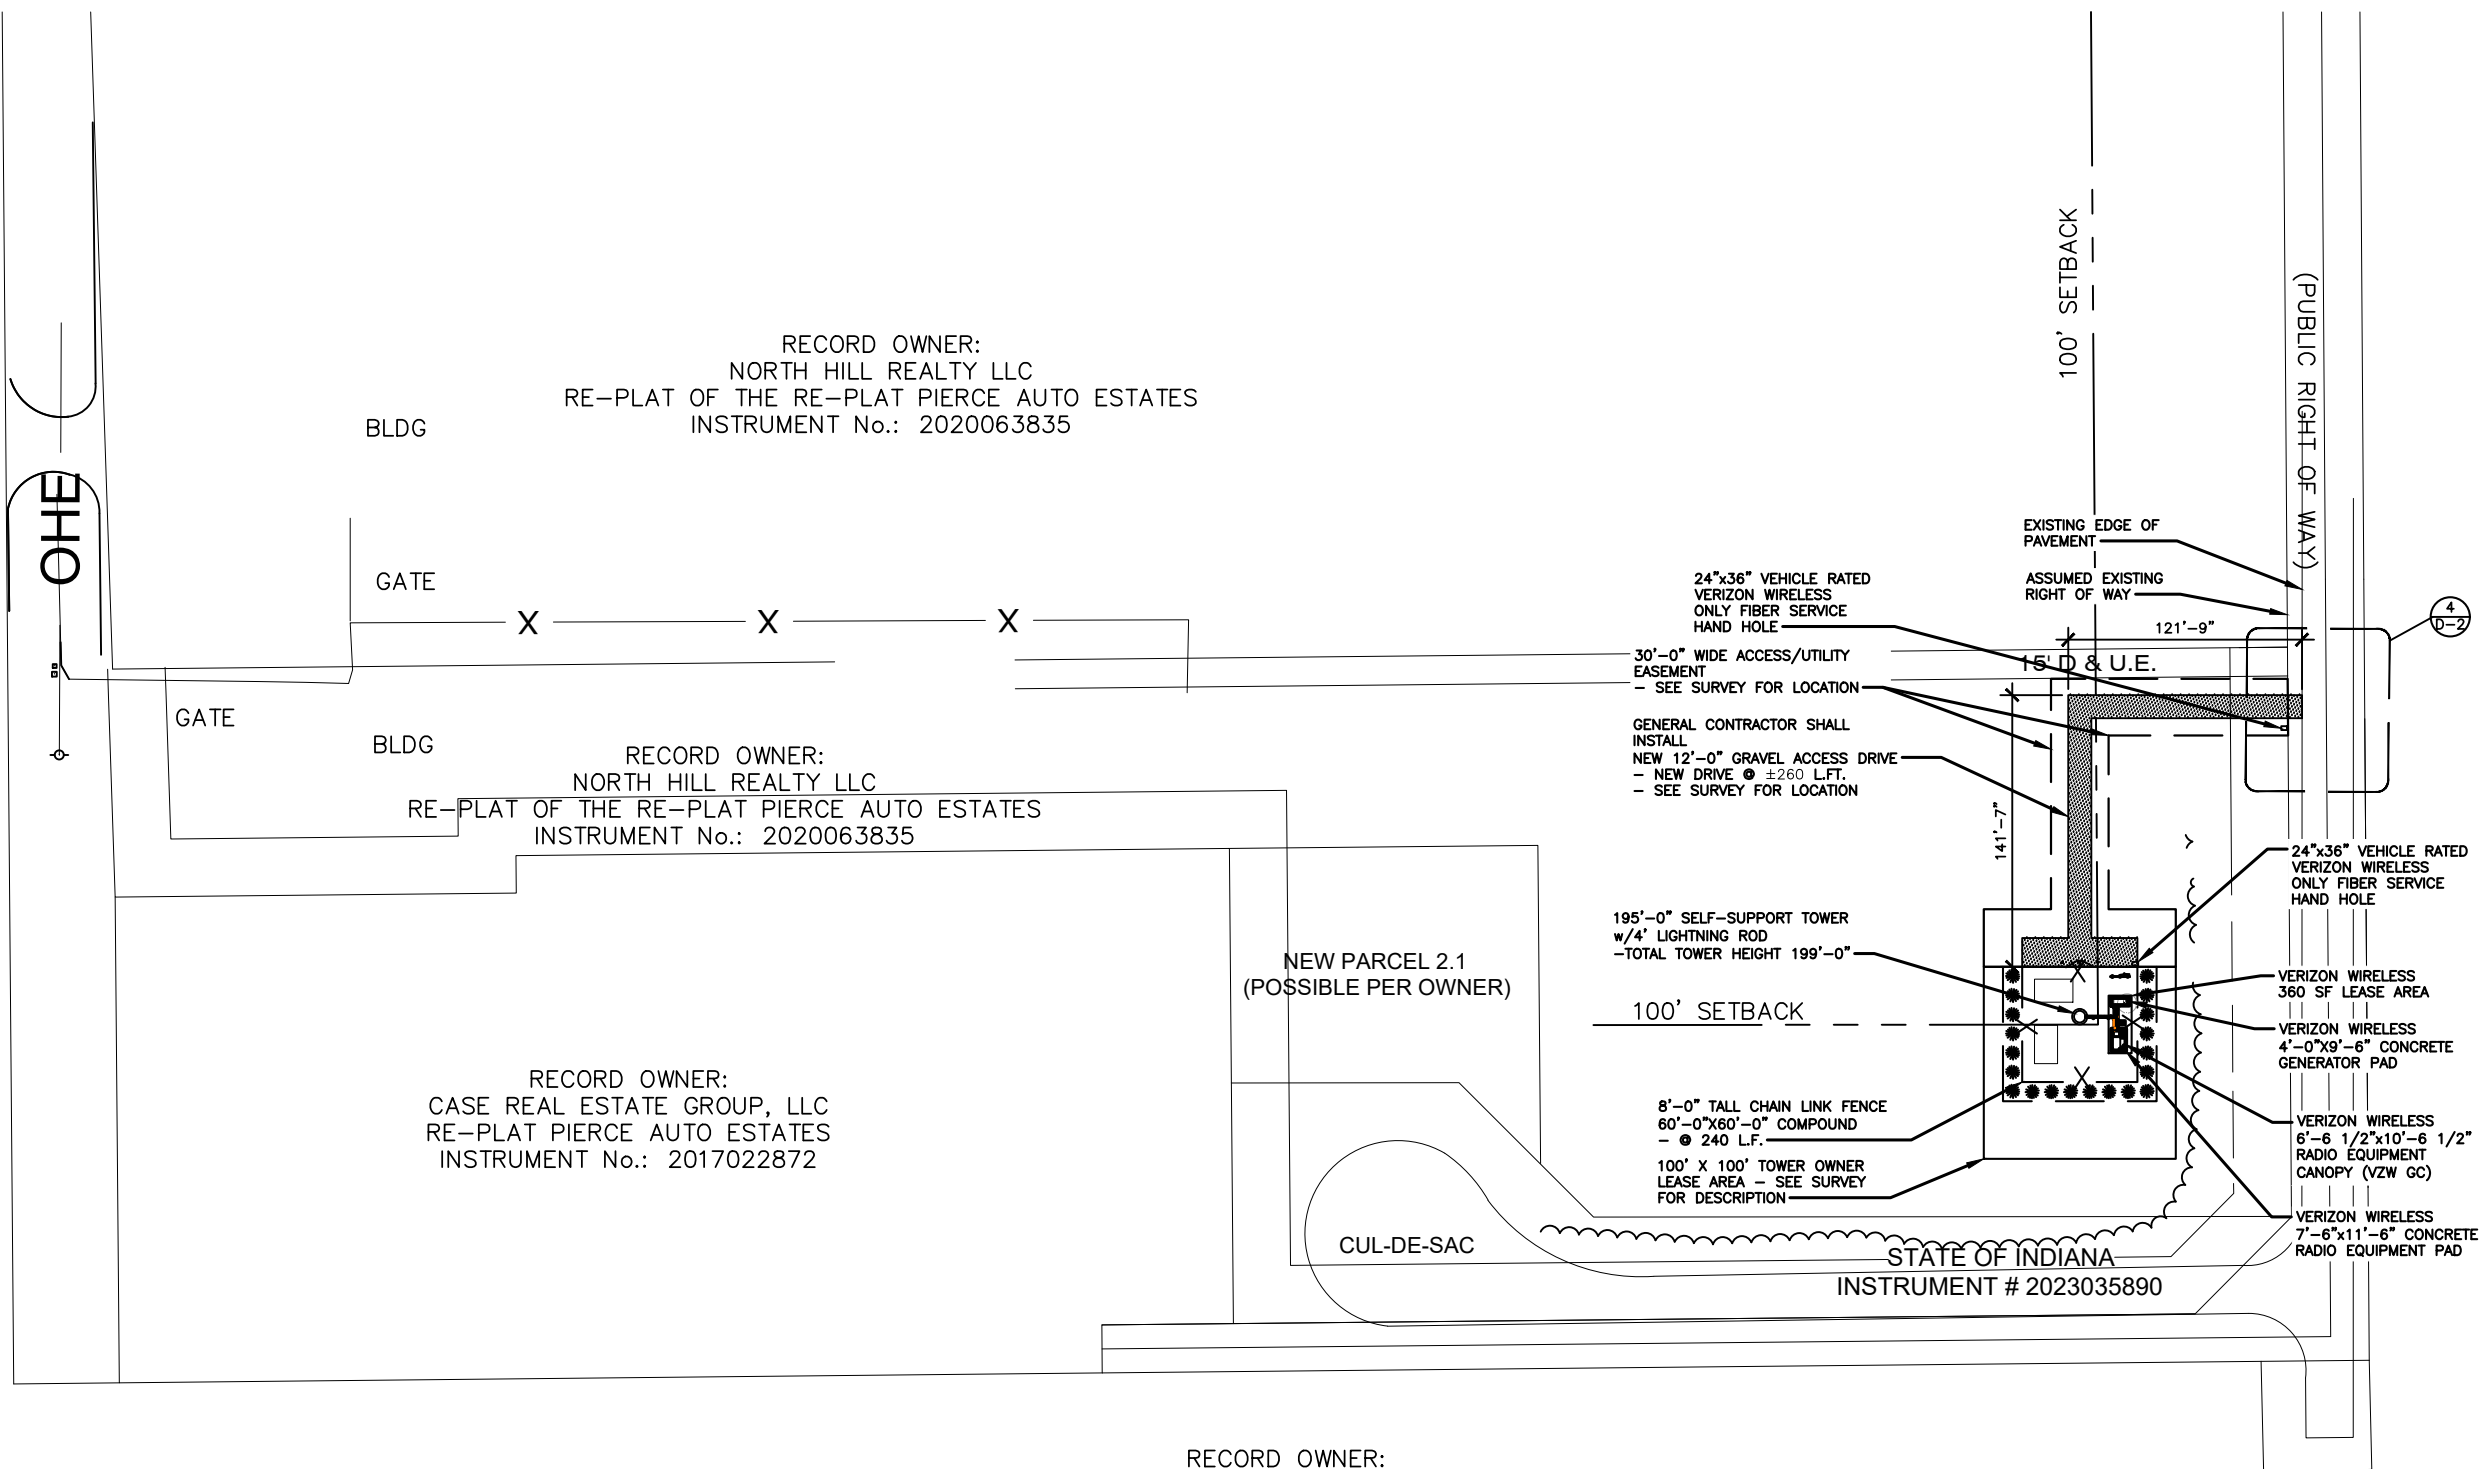 100' SETBACK
(PUBLIC RIGHT OF WAY)
RECORD OWNER:
NORTH HILL REALTY LLC
RE-PLAT OF THE RE-PLAT PIERCE AUTO ESTATES
INSTRUMENT No.: 2020063835
BLDG
OHE
GATE
X X X
EXISTING EDGE OF
PAVEMENT
ASSUMED EXISTING
RIGHT OF WAY
24"x36" VEHICLE RATED
VERIZON WIRELESS
ONLY FIBER SERVICE
HAND HOLE
4
D-2
121'-9"
15' D & U.E.
30'-0" WIDE ACCESS/UTILITY
EASEMENT
- SEE SURVEY FOR LOCATION
GENERAL CONTRACTOR SHALL
INSTALL
NEW 12'-0" GRAVEL ACCESS DRIVE
- NEW DRIVE @ ±260 L.FT.
- SEE SURVEY FOR LOCATION
141'-7"
GATE
BLDG
RECORD OWNER:
NORTH HILL REALTY LLC
RE-PLAT OF THE RE-PLAT PIERCE AUTO ESTATES
INSTRUMENT No.: 2020063835
24"x36" VEHICLE RATED
VERIZON WIRELESS
ONLY FIBER SERVICE
HAND HOLE
195'-0" SELF-SUPPORT TOWER
w/4' LIGHTNING ROD
-TOTAL TOWER HEIGHT 199'-0"
NEW PARCEL 2.1
(POSSIBLE PER OWNER)
100' SETBACK
VERIZON WIRELESS
360 SF LEASE AREA
VERIZON WIRELESS
4'-0"X9'-6" CONCRETE
GENERATOR PAD
RECORD OWNER:
CASE REAL ESTATE GROUP, LLC
RE-PLAT PIERCE AUTO ESTATES
INSTRUMENT No.: 2017022872
8'-0" TALL CHAIN LINK FENCE
60'-0"X60'-0" COMPOUND
- @ 240 L.F.
100' X 100' TOWER OWNER
LEASE AREA - SEE SURVEY
FOR DESCRIPTION
VERIZON WIRELESS
6'-6 1/2"x10'-6 1/2"
RADIO EQUIPMENT
CANOPY (VZW GC)
VERIZON WIRELESS
7'-6"x11'-6" CONCRETE
RADIO EQUIPMENT PAD
CUL-DE-SAC
STATE OF INDIANA
INSTRUMENT # 2023035890
RECORD OWNER: